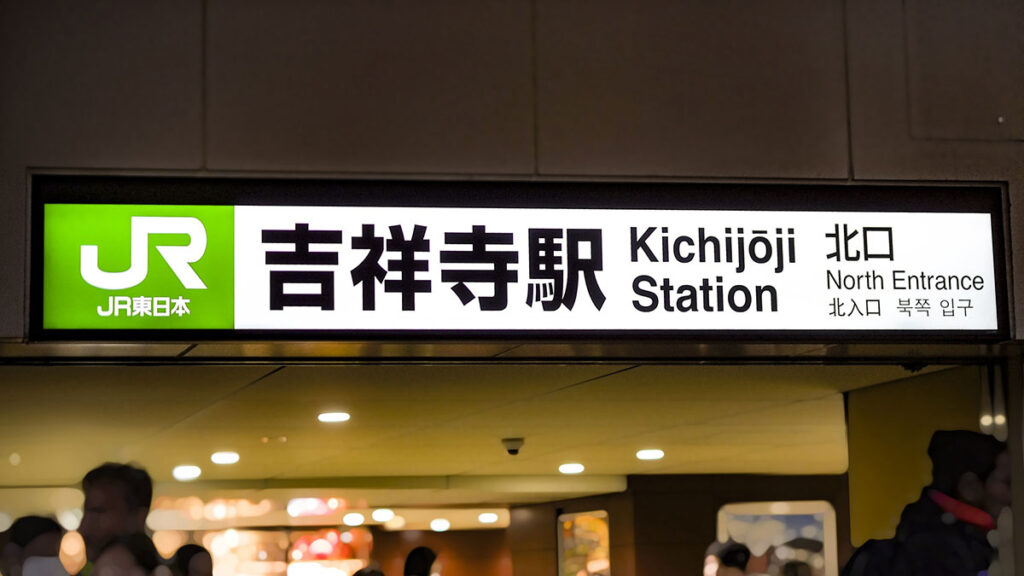 JR
JR東日本
吉祥寺駅
Kichijōji
Station
北口
North Entrance
北入口 북쪽 입구